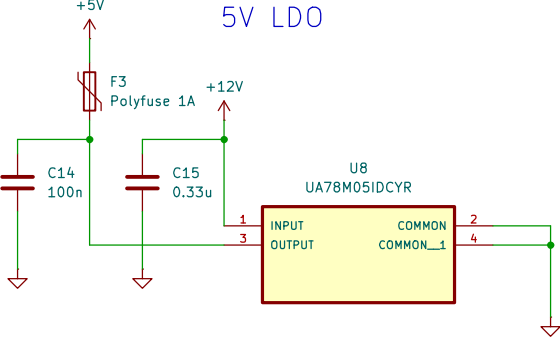 +5V
5V LDO
F3
Polyfuse 1A
+12V
C14
100n
C15
0.33u
U8
UA78M05IDCYR
1
INPUT
COMMON
2
3
OUTPUT
COMMON__1
4